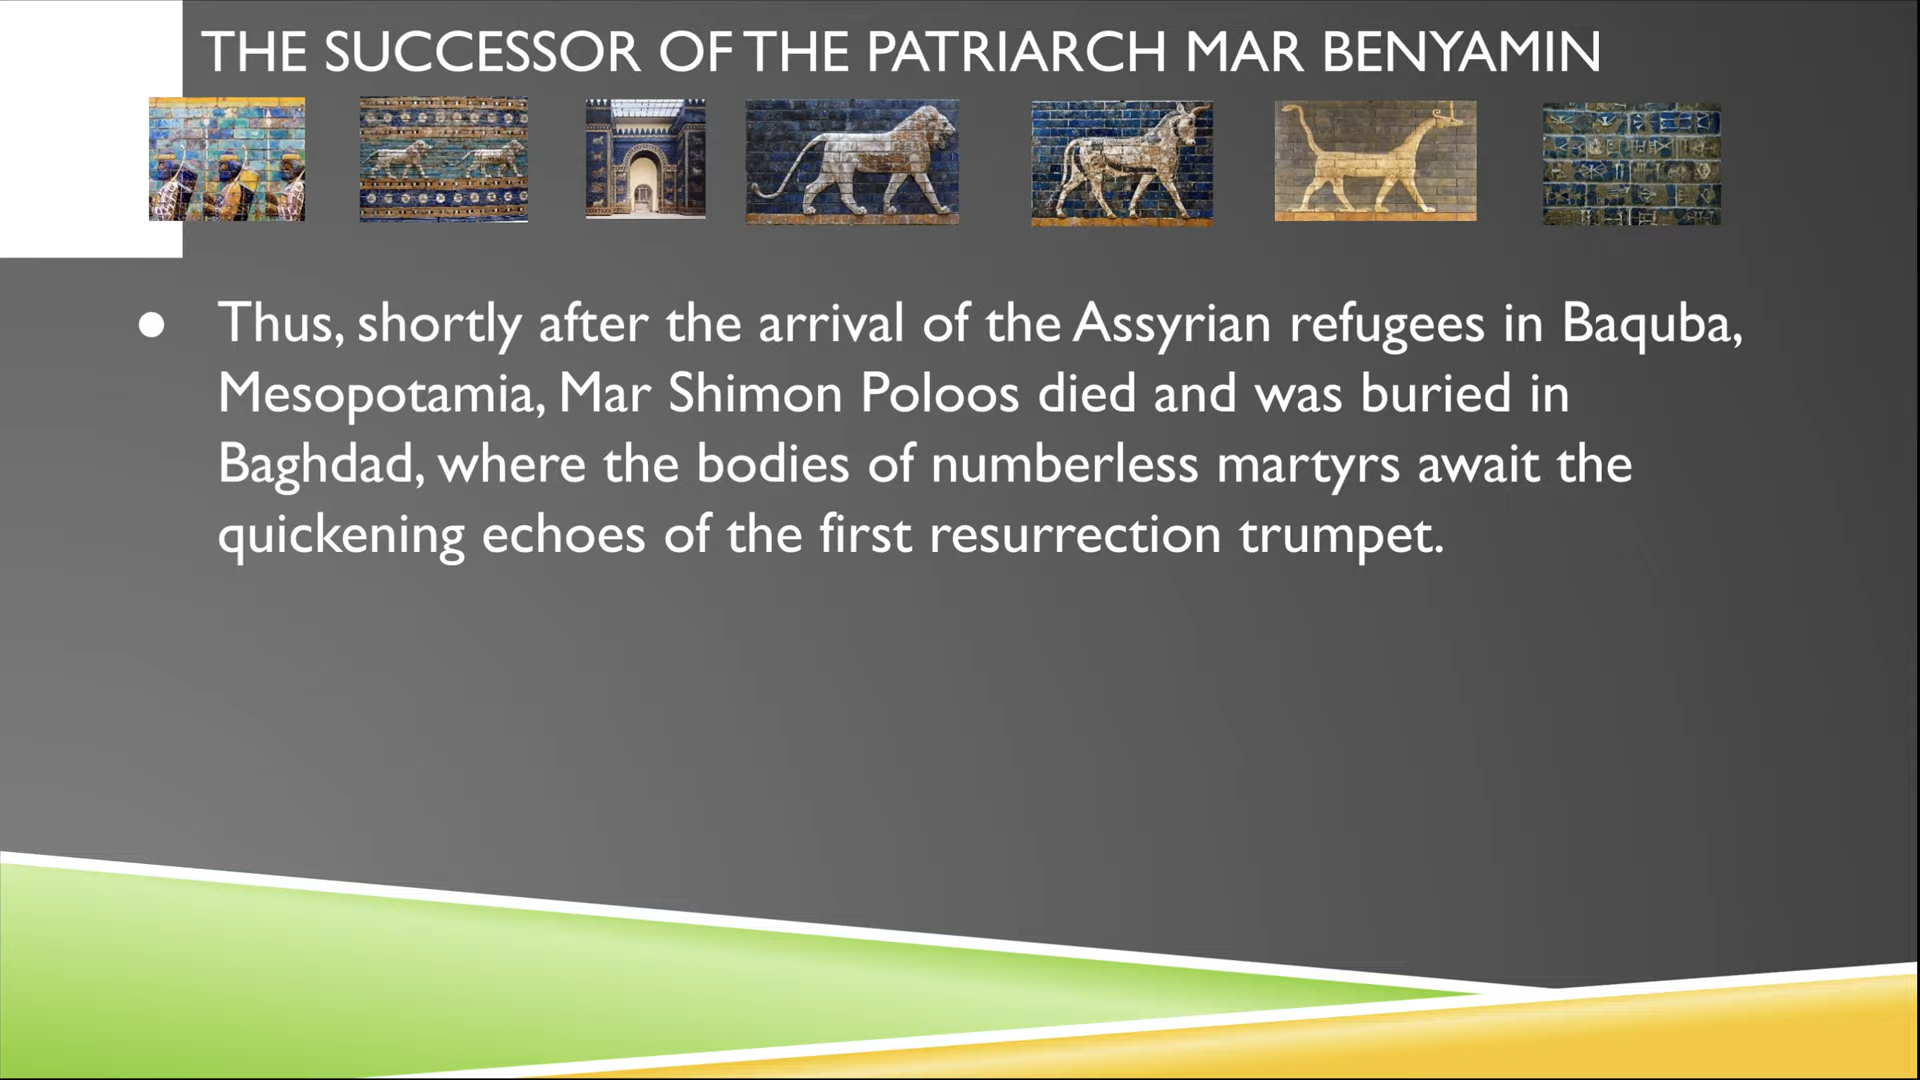 THE SUCCESSOR OF THE PATRIARCH MAR BENYAMIN
● Thus, shortly after the arrival of the Assyrian refugees in Baquba,
Mesopotamia, Mar Shimon Poloos died and was buried in
Baghdad, where the bodies of numberless martyrs await the
quickening echoes of the first resurrection trumpet.